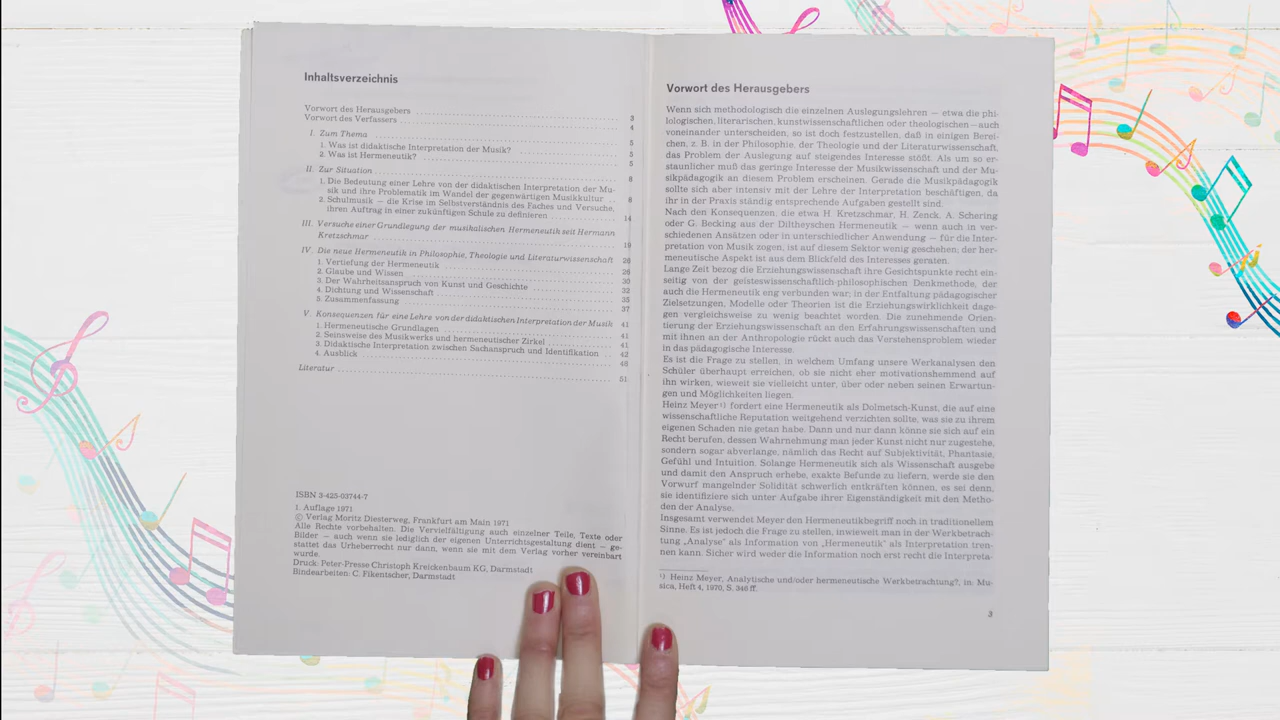 Inhaltsverzeichnis
Vorwort des Herausgebers 3
Vorwort des Verfassers 4
I. Zum Thema 5
1. Was ist didaktische Interpretation der Musik? 5
2. Was ist Hermeneutik? 5
II. Zur Situation 8
1. Die Bedeutung einer Lehre von der didaktischen Interpretation der Mu-
sik und ihre Problematik im Wandel der gegenwärtigen Musikkultur 8
2. Schulmusik — die Krise im Selbstverständnis des Faches und Versuche,
ihren Auftrag in einer zukünftigen Schule zu definieren 14
III. Versuche einer Grundlegung der musikalischen Hermeneutik seit Hermann
Kretzschmar 19
IV. Die neue Hermeneutik in Philosophie, Theologie und Literaturwissenschaft 26
1. Vertiefung der Hermeneutik 26
2. Glaube und Wissen 30
3. Der Wahrheitsanspruch von Kunst und Geschichte 32
4. Dichtung und Wissenschaft 35
5. Zusammenfassung 37
V. Konsequenzen für eine Lehre von der didaktischen Interpretation der Musik 41
1. Hermeneutische Grundlagen 41
2. Seinsweise des Musikwerks und hermeneutischer Zirkel 41
3. Didaktische Interpretation zwischen Sachanspruch und Identifikation 42
4. Ausblick 48
Literatur 51
ISBN 3-425-03744-7
1. Auflage 1971
© Verlag Moritz Diesterweg, Frankfurt am Main 1971
Alle Rechte vorbehalten. Die Vervielfältigung auch einzelner Teile, Texte oder
Bilder — auch wenn sie lediglich der eigenen Unterrichtsgestaltung dient — ge-
stattet das Urheberrecht nur dann, wenn sie mit dem Verlag vorher vereinbart
wurde.
Druck: Peter-Presse Christoph Kreickenbaum KG, Darmstadt
Bindearbeiten: C. Fikentscher, Darmstadt
Vorwort des Herausgebers
Wenn sich methodologisch die einzelnen Auslegungslehren — etwa die phi-
lologischen, literarischen, kunstwissenschaftlichen oder theologischen — auch
voneinander unterscheiden, so ist doch festzustellen, daß in einigen Berei-
chen, z. B. in der Philosophie, der Theologie und der Literaturwissenschaft,
das Problem der Auslegung auf steigendes Interesse stößt. Als um so er-
staunlicher muß das geringe Interesse der Musikwissenschaft und der Mu-
sikpädagogik an diesem Problem erscheinen. Gerade die Musikpädagogik
sollte sich aber intensiv mit der Lehre der Interpretation beschäftigen, da
ihr in der Praxis ständig entsprechende Aufgaben gestellt sind.
Nach den Konsequenzen, die etwa H. Kretzschmar, H. Zenck, A. Schering
oder G. Becking aus der Diltheyschen Hermeneutik — wenn auch in ver-
schiedenen Ansätzen oder in unterschiedlicher Anwendung — für die Inter-
pretation von Musik zogen, ist auf diesem Sektor wenig geschehen, der her-
meneutische Aspekt ist aus dem Blickfeld des Interesses geraten.
Lange Zeit bezog die Erziehungswissenschaft ihre Gesichtspunkte recht ein-
seitig von der geisteswissenschaftlich-philosophischen Denkmethode, der
auch die Hermeneutik eng verbunden war; in der Entfaltung pädagogischer
Zielsetzungen, Modelle oder Theorien ist die Erziehungswirklichkeit dage-
gen vergleichsweise zu wenig beachtet worden. Die zunehmende Orien-
tierung der Erziehungswissenschaft an den Erfahrungswissenschaften und
mit ihnen an der Anthropologie rückt auch das Verstehensproblem wieder
in das pädagogische Interesse.
Es ist die Frage zu stellen, in welchem Umfang unsere Werkanalysen den
Schüler überhaupt erreichen, ob sie nicht eher motivationshemmend auf
ihn wirken, wieweit sie vielleicht unter, über oder neben seinen Erwartun-
gen und Möglichkeiten liegen.
Heinz Meyer¹) fordert eine Hermeneutik als Dolmetsch-Kunst, die auf eine
wissenschaftliche Reputation weitgehend verzichten sollte, was sie zu ihrem
eigenen Schaden nie getan habe. Dann und nur dann könne sie sich auf ein
Recht berufen, dessen Wahrnehmung man jeder Kunst nicht nur zugestehe,
sondern sogar abverlange, nämlich das Recht auf Subjektivität, Phantasie,
Gefühl und Intuition. Solange Hermeneutik sich als Wissenschaft ausgebe
und damit den Anspruch erhebe, exakte Befunde zu liefern, werde sie den
Vorwurf mangelnder Solidität schwerlich entkräften können, es sei denn,
sie identifiziere sich unter Aufgabe ihrer Eigenständigkeit mit den Metho-
den der Analyse.
Insgesamt verwendet Meyer den Hermeneutikbegriff noch in traditionellem
Sinne. Es ist jedoch die Frage zu stellen, inwieweit man in der Werkbetrach-
tung „Analyse" als Information von „Hermeneutik" als Interpretation tren-
nen kann. Sicher wird weder die Information noch erst recht die Interpreta-
¹) Heinz Meyer, Analytische und/oder hermeneutische Werkbetrachtung?, in: Mu-
sica, Heft 4, 1970, S. 346 ff.
3